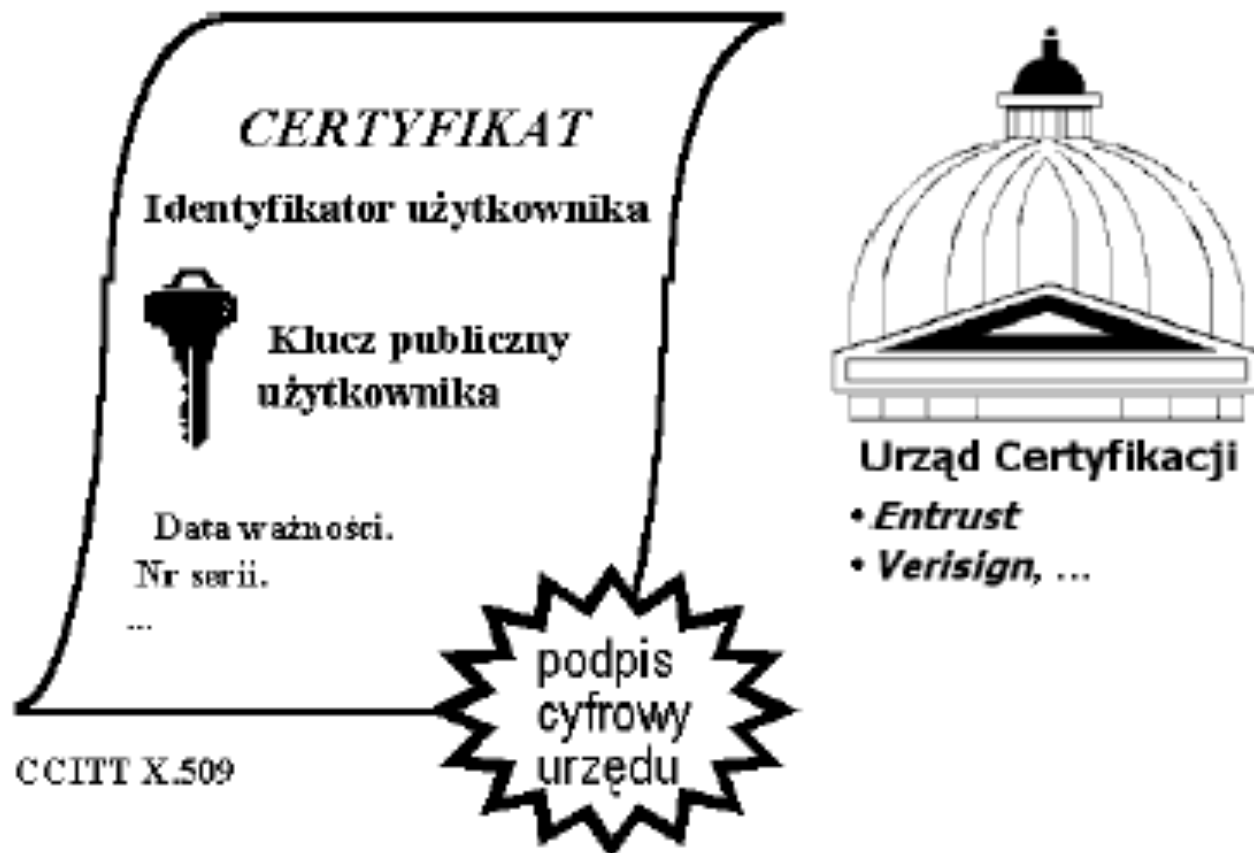 CERTYFIKAT
Identyfikator użytkownika
Klucz publiczny
użytkownika
Data ważności.
Nr serii.
...
podpis
cyfrowy
urzędu
CCITT X.509
Urząd Certyfikacji
• Entrust
• Verisign, ...